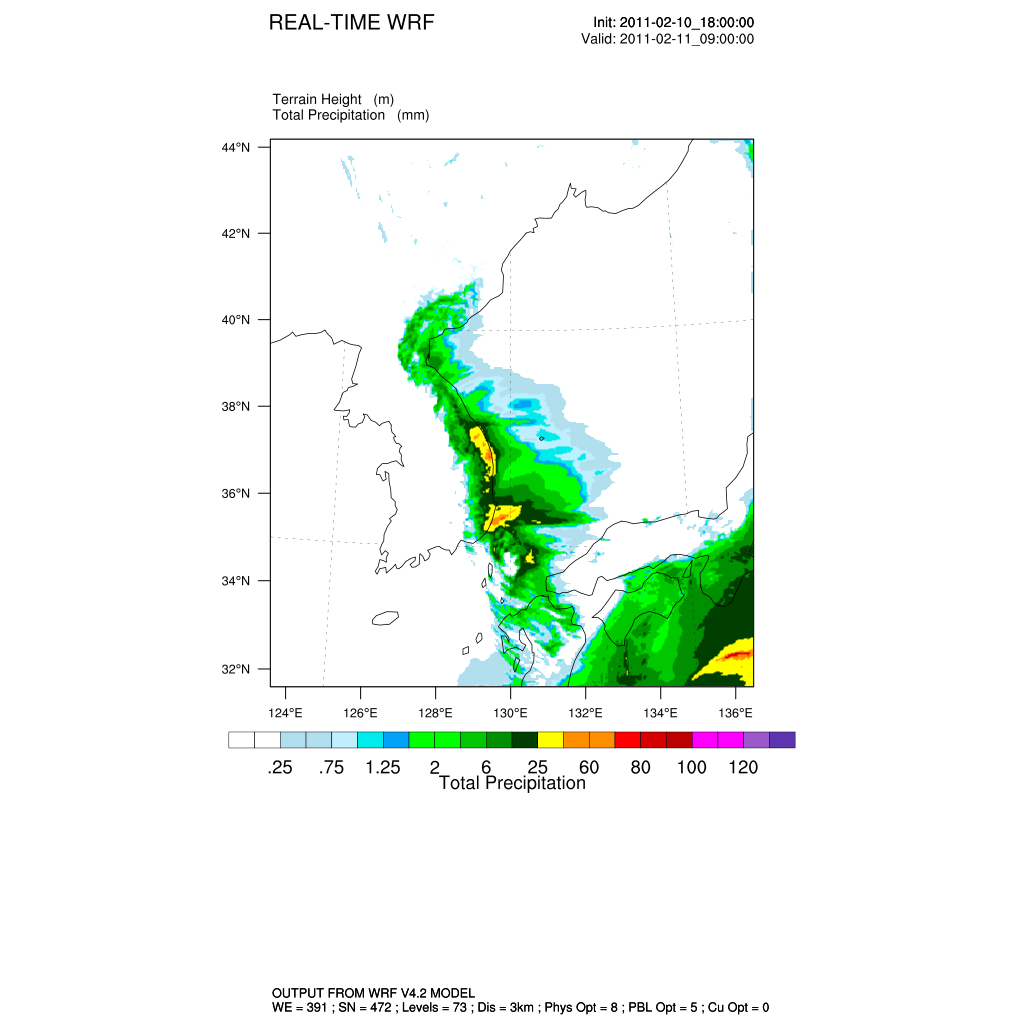 REAL-TIME WRF
Init: 2011-02-10_18:00:00
Valid: 2011-02-11_09:00:00
Terrain Height (m)
Total Precipitation (mm)
44°N
42°N
40°N
38°N
36°N
34°N
32°N
124°E 126°E 128°E 130°E 132°E 134°E 136°E
.25 .75 1.25 2 6 25 60 80 100 120
Total Precipitation
OUTPUT FROM WRF V4.2 MODEL
WE = 391 ; SN = 472 ; Levels = 73 ; Dis = 3km ; Phys Opt = 8 ; PBL Opt = 5 ; Cu Opt = 0